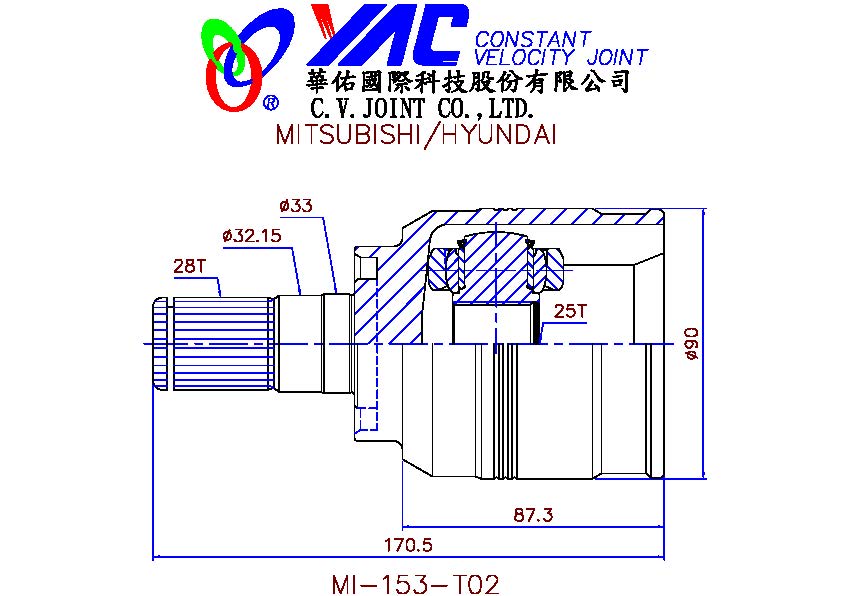 YAC CONSTANT
VELOCITY JOINT
®
華佑國際科技股份有限公司
C.V.JOINT CO.,LTD.
MITSUBISHI/HYUNDAI
ø33
ø32.15
28T
25T
ø90
87.3
170.5
MI-153-T02